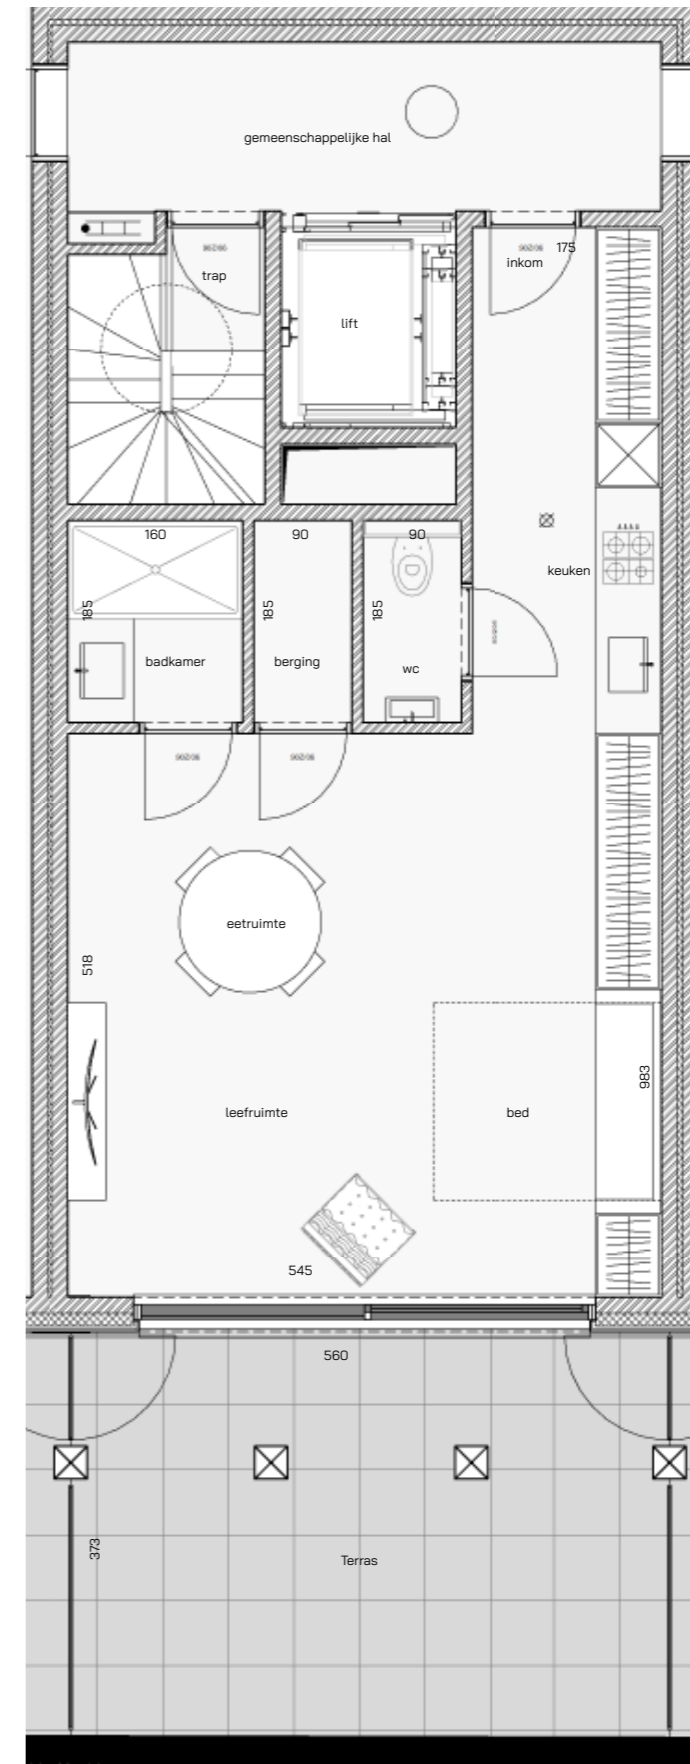 gemeenschappelijke hal
175
inkom
trap
lift
160
90
90
keuken
185
185
185
badkamer
berging
wc
eetruimte
518
983
leefruimte
bed
545
560
373
Terras